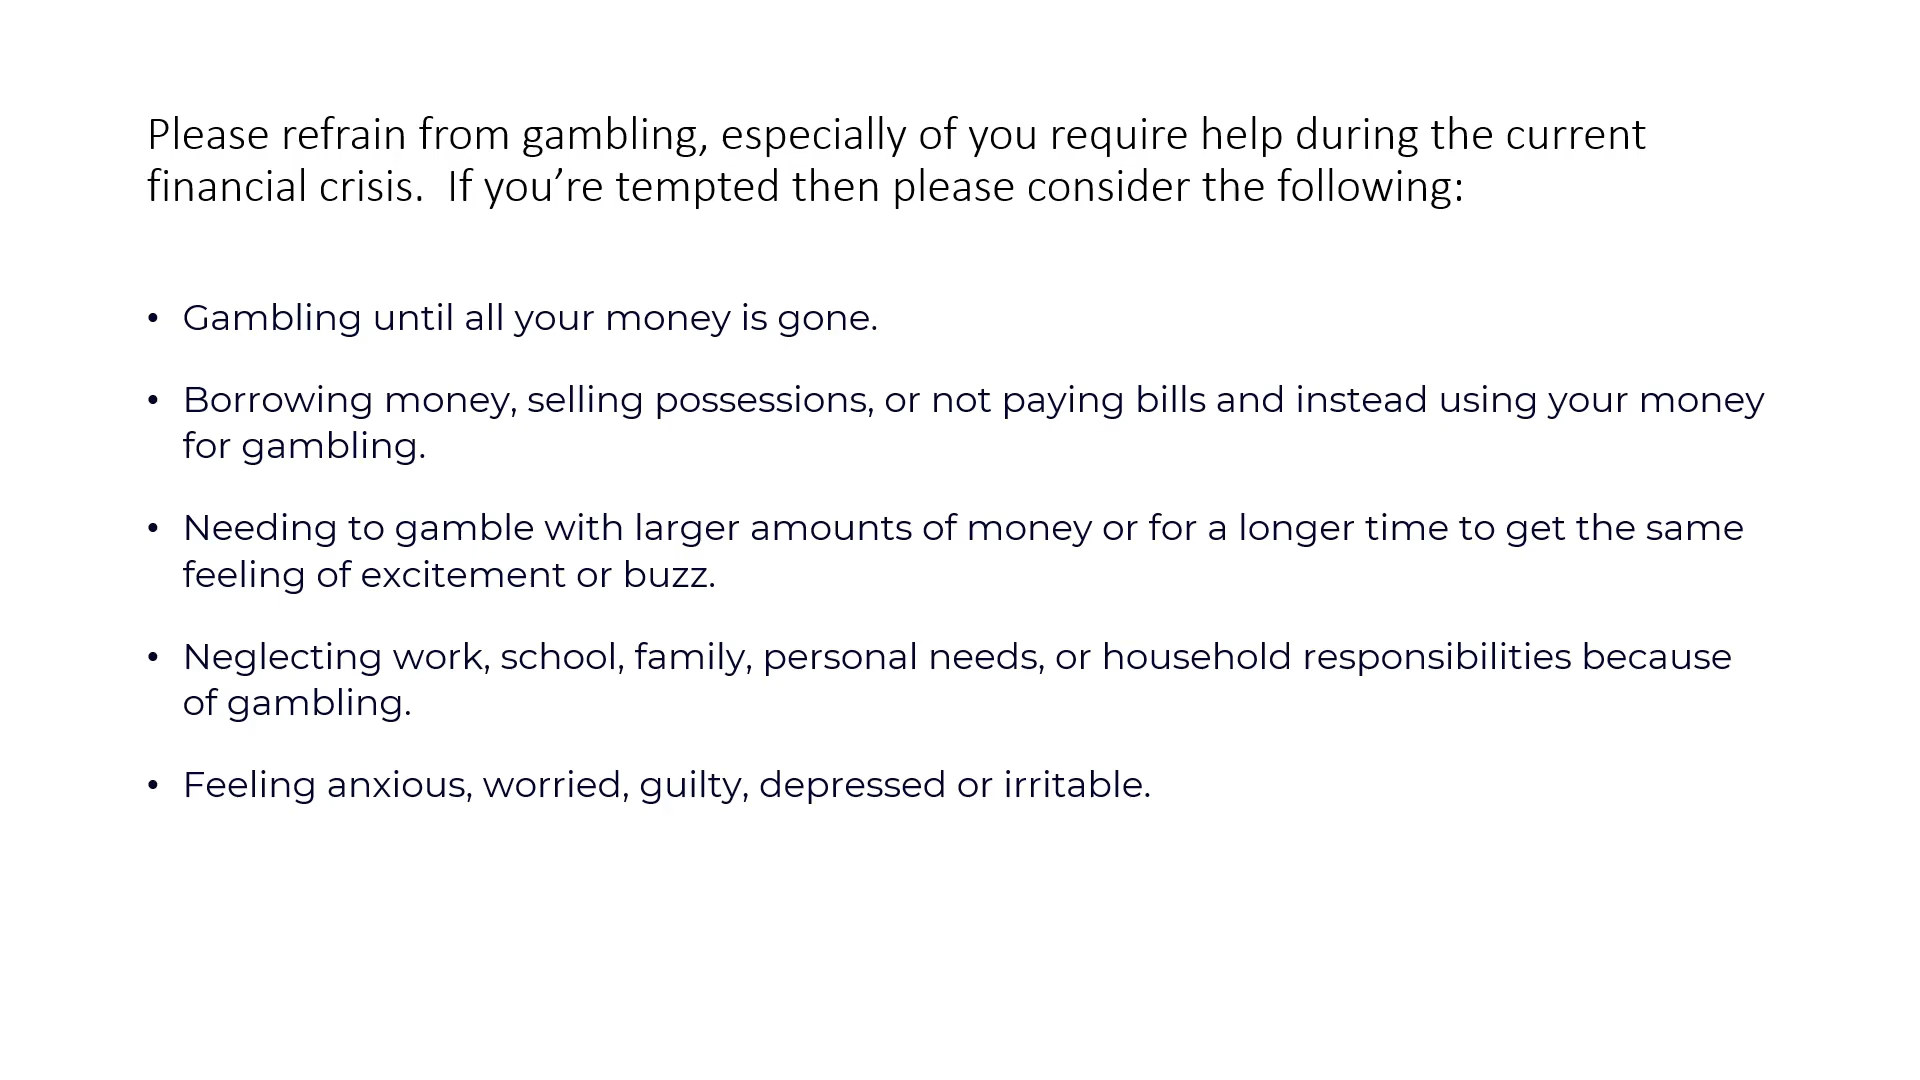 Please refrain from gambling, especially of you require help during the current
financial crisis.  If you’re tempted then please consider the following:
• Gambling until all your money is gone.
• Borrowing money, selling possessions, or not paying bills and instead using your money
for gambling.
• Needing to gamble with larger amounts of money or for a longer time to get the same
feeling of excitement or buzz.
• Neglecting work, school, family, personal needs, or household responsibilities because
of gambling.
• Feeling anxious, worried, guilty, depressed or irritable.